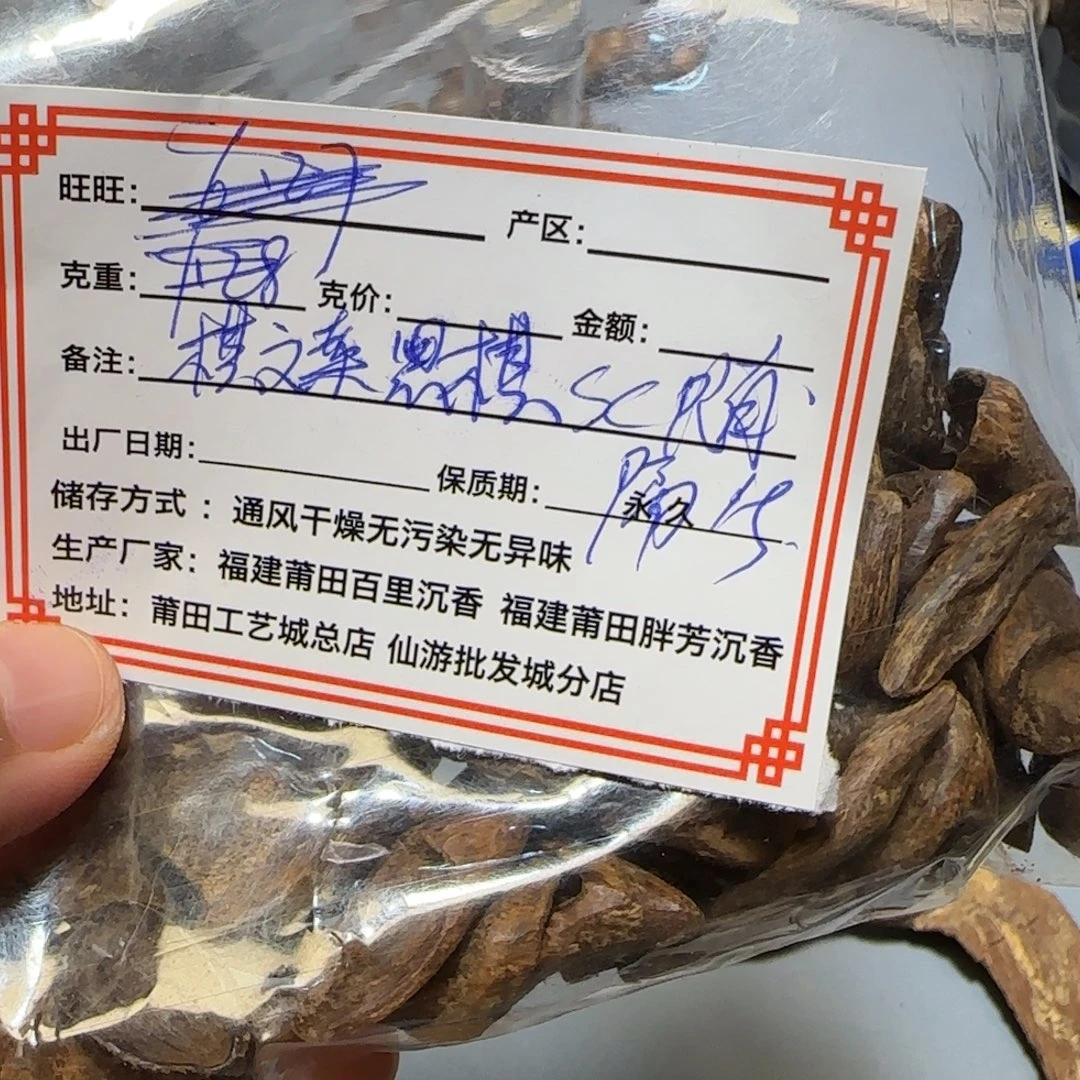 旺旺： 产区：
克重： 克价： 金额：
备注： SC
出厂日期： 保质期： 永久
储存方式：通风干燥无污染无异味
生产厂家：福建莆田百里沉香 福建莆田胖芳沉香
地址：莆田工艺城总店 仙游批发城分店